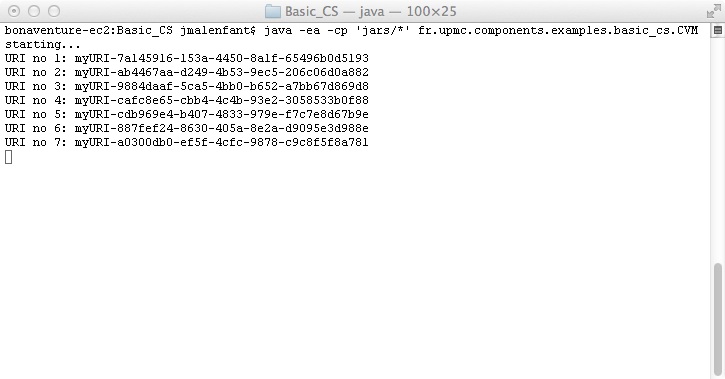 Basic_CS — java — 100×25
bonaventure-ec2:Basic_CS jmalenfant$ java -ea -cp 'jars/*' fr.upmc.components.examples.basic_cs.CVM
starting...
URI no 1: myURI-7a145916-153a-4450-8a1f-65496b0d5193
URI no 2: myURI-ab4467aa-d249-4b53-9ec5-206c06d0a882
URI no 3: myURI-9884daaf-5ca5-4bb0-b652-a7bb67d869d8
URI no 4: myURI-cafc8e65-cbb4-4c4b-93e2-3058533b0f88
URI no 5: myURI-cdb969e4-b407-4833-979e-f7c7e8d67b9e
URI no 6: myURI-887fef24-8630-405a-8e2a-d9095e3d988e
URI no 7: myURI-a0300db0-ef5f-4cfc-9878-c9c8f5f8a781